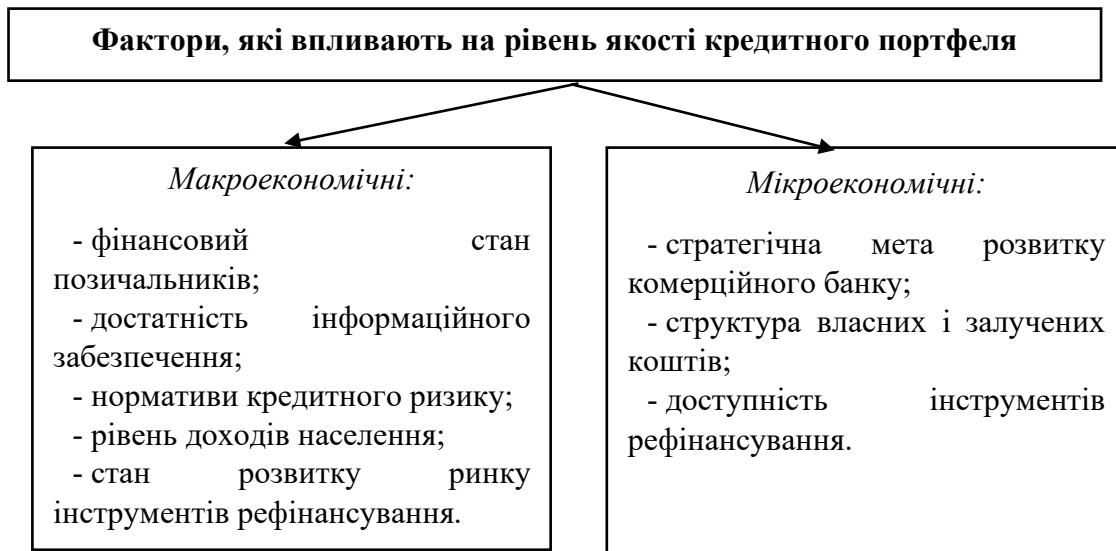 Фактори, які впливають на рівень якості кредитного портфеля
Макроекономічні:
- фінансовий стан
позичальників;
- достатність інформаційного
забезпечення;
- нормативи кредитного ризику;
- рівень доходів населення;
- стан розвитку ринку
інструментів рефінансування.
Мікроекономічні:
- стратегічна мета розвитку
комерційного банку;
- структура власних і залучених
коштів;
- доступність інструментів
рефінансування.